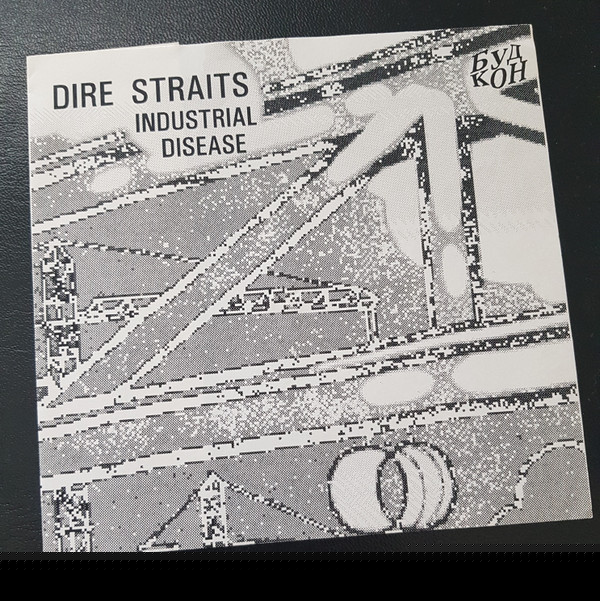 DIRE STRAITS
INDUSTRIAL
DISEASE
БУД
КОН